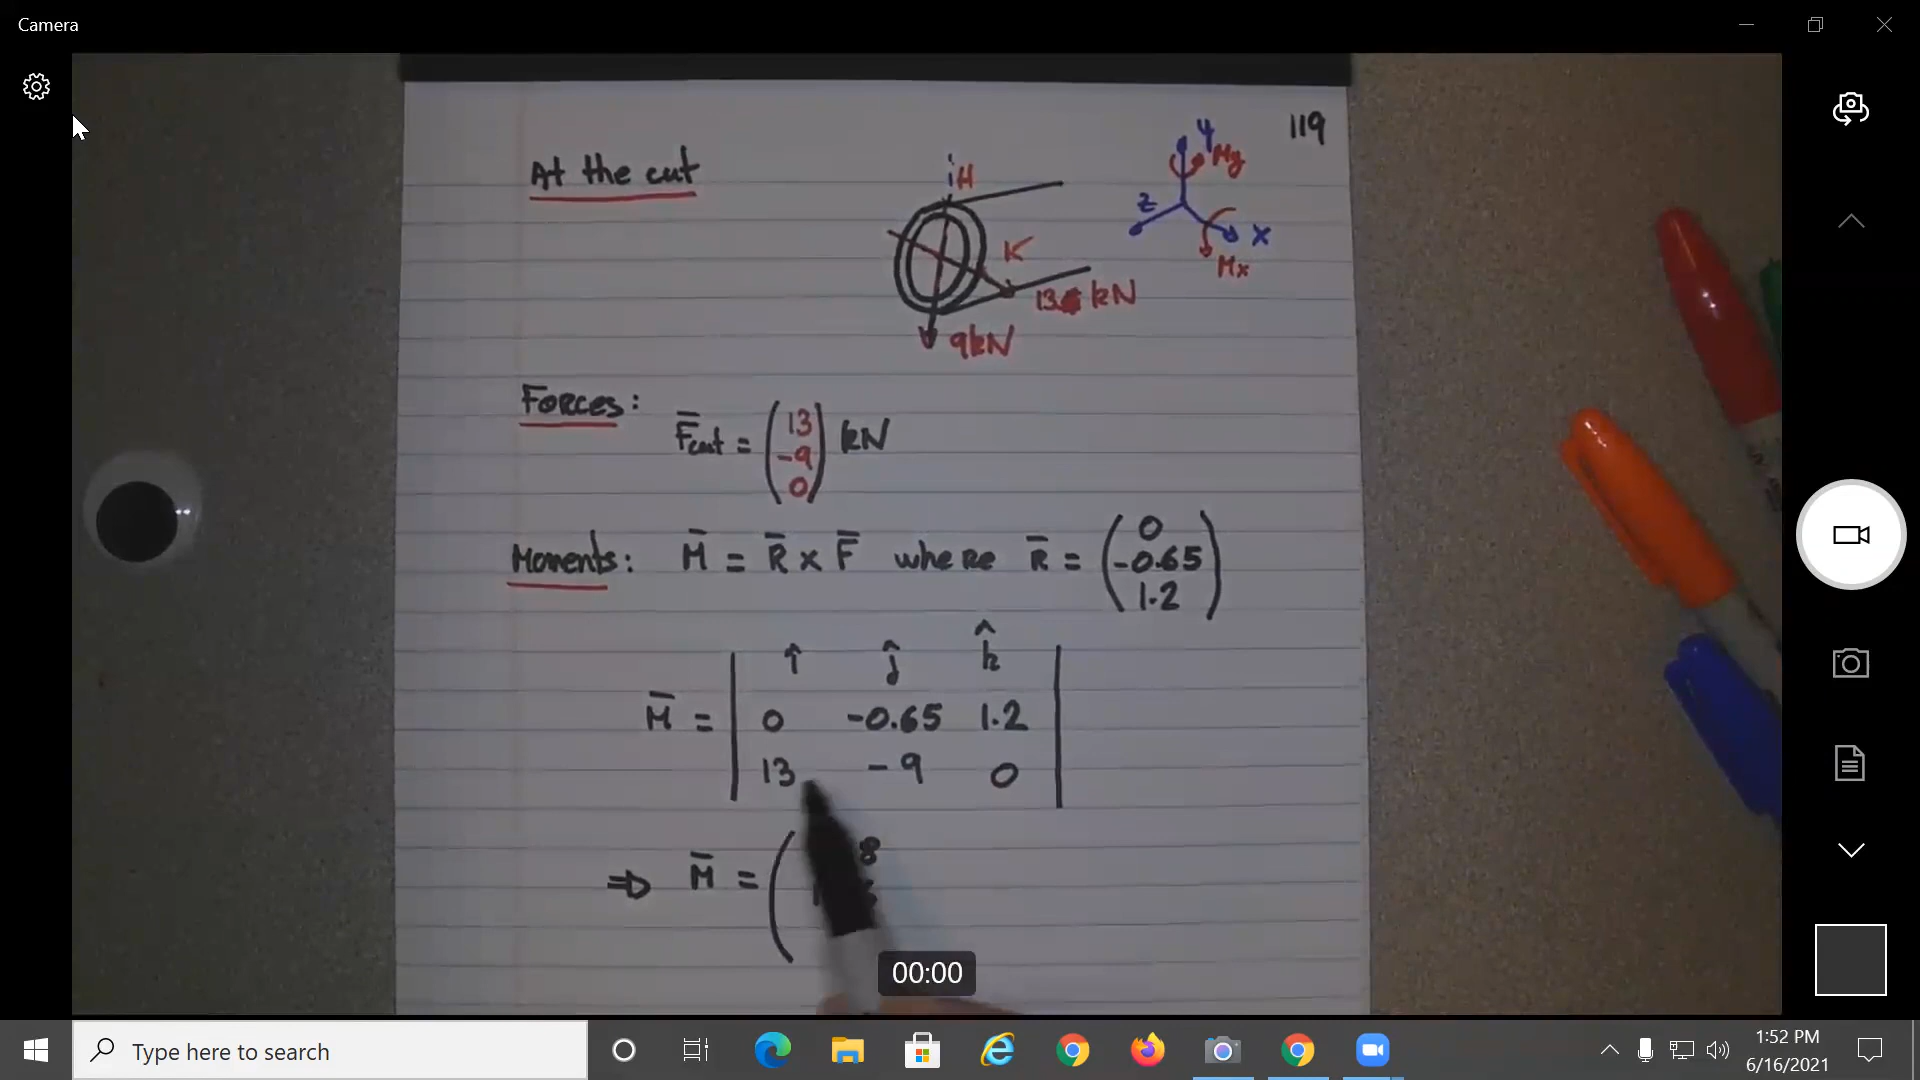 Camera
119
At the cut
H
Y
My
Z
K
X
Mx
13 kN
9kN
Forces: F̅cut = (13 -9 0) kN
Moments: M̅ = R̅ x F̅ where R̅ = (0 -0.65 1.2)
î ĵ k̂
M̅ = | 0 -0.65 1.2 |
13 -9 0
⇒ M̅ = ( 8
00:00
Type here to search
1:52 PM
6/16/2021